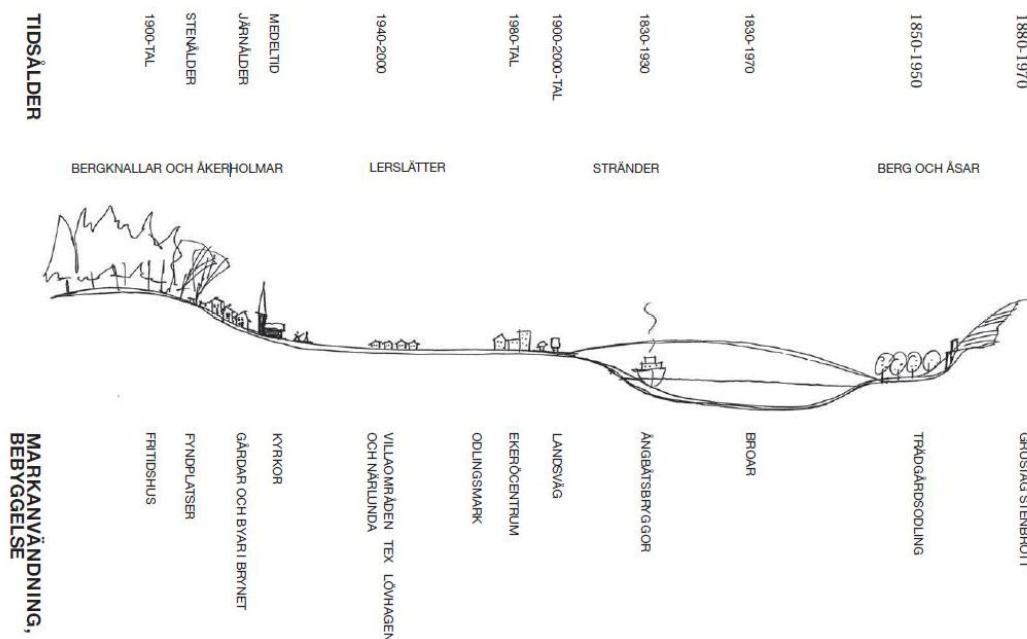 TIDSÅLDER
1900-TAL
STENÅLDER
JÄRNÅLDER
MEDELTID
1940-2000
1980-TAL
1900-2000-TAL
1830-1930
1830-1970
1850-1950
1880-1970
BERGKNALLAR OCH ÅKERHOLMAR
LERSLÄTTER
STRÄNDER
BERG OCH ÅSAR
MARKANVÄNDNING,
BEBYGGELSE
FRITIDSHUS
FYNDPLATSER
GÅRDAR OCH BYAR I BRYNET
KYRKOR
VILLAOMRÅDEN TEX LÖVHAGEN
OCH NÄRLUNDA
ODLINGSMARK
EKERÖCENTRUM
LANDSVÄG
ÅNGBÅTSBRYGGOR
BROAR
TRÄDGÅRDSODLING
GRUSTAG STENBROTT